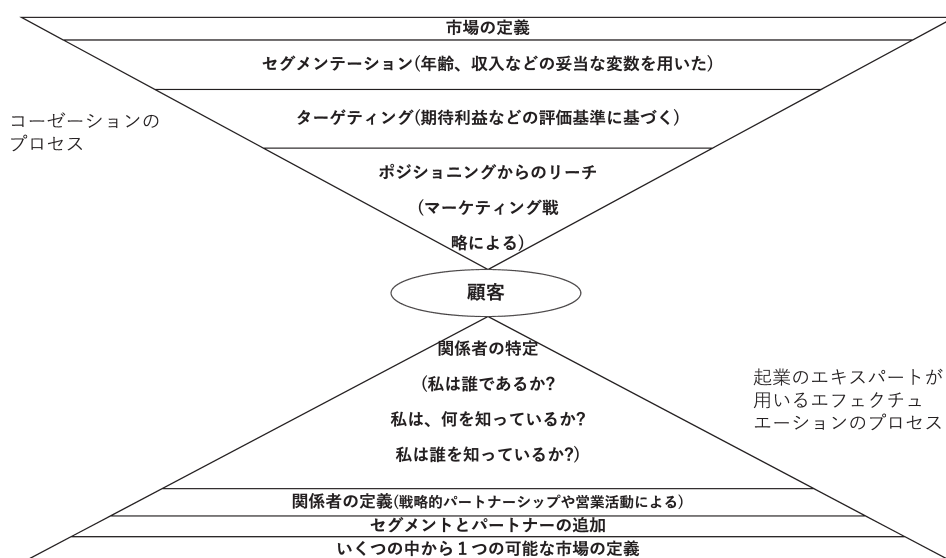 市場の定義
セグメンテーション(年齢、収入などの妥当な変数を用いた)
ターゲティング(期待利益などの評価基準に基づく)
コーゼーションの
プロセス
ポジショニングからのリーチ
(マーケティング戦
略による)
顧客
関係者の特定
(私は誰であるか?
私は、何を知っているか?
私は誰を知っているか?)
起業のエキスパートが
用いるエフェクチュ
エーションのプロセス
関係者の定義(戦略的パートナーシップや営業活動による)
セグメントとパートナーの追加
いくつの中から１つの可能な市場の定義